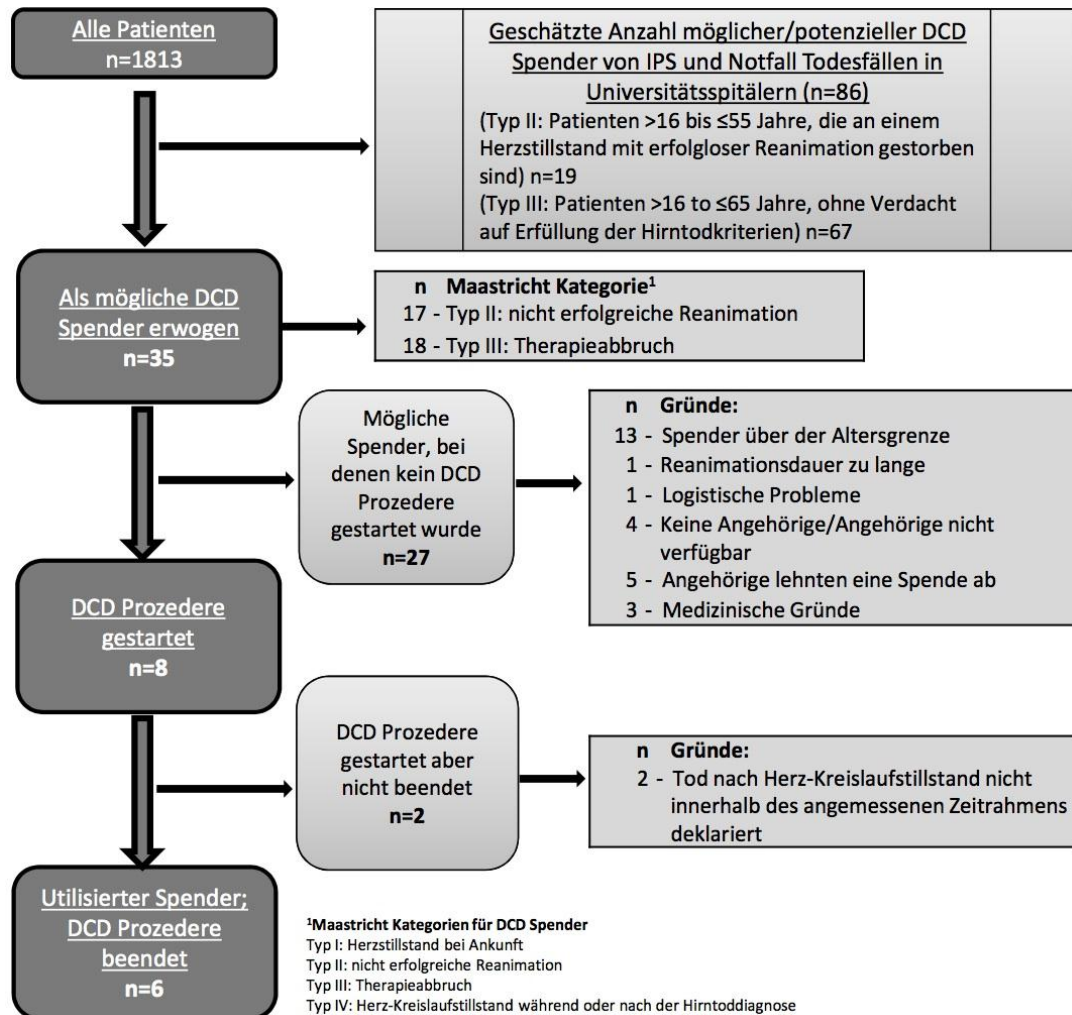 Alle Patienten
n=1813
Geschätzte Anzahl möglicher/potenzieller DCD
Spender von IPS und Notfall Todesfällen in
Universitätsspitälern (n=86)
(Typ II: Patienten >16 bis ≤55 Jahre, die an einem
Herzstillstand mit erfolgloser Reanimation gestorben
sind) n=19
(Typ III: Patienten >16 to ≤65 Jahre, ohne Verdacht
auf Erfüllung der Hirntodkriterien) n=67
Als mögliche DCD
Spender erwogen
n=35
n Maastricht Kategorie¹
17 - Typ II: nicht erfolgreiche Reanimation
18 - Typ III: Therapieabbruch
Mögliche
Spender, bei
denen kein DCD
Prozedere
gestartet wurde
n=27
n Gründe:
13 - Spender über der Altersgrenze
1 - Reanimationsdauer zu lange
1 - Logistische Probleme
4 - Keine Angehörige/Angehörige nicht
verfügbar
5 - Angehörige lehnten eine Spende ab
3 - Medizinische Gründe
DCD Prozedere
gestartet
n=8
DCD Prozedere
gestartet aber
nicht beendet
n=2
n Gründe:
2 - Tod nach Herz-Kreislaufstillstand nicht
innerhalb des angemessenen Zeitrahmens
deklariert
Utilisierter Spender;
DCD Prozedere
beendet
n=6
¹Maastricht Kategorien für DCD Spender
Typ I: Herzstillstand bei Ankunft
Typ II: nicht erfolgreiche Reanimation
Typ III: Therapieabbruch
Typ IV: Herz-Kreislaufstillstand während oder nach der Hirntoddiagnose